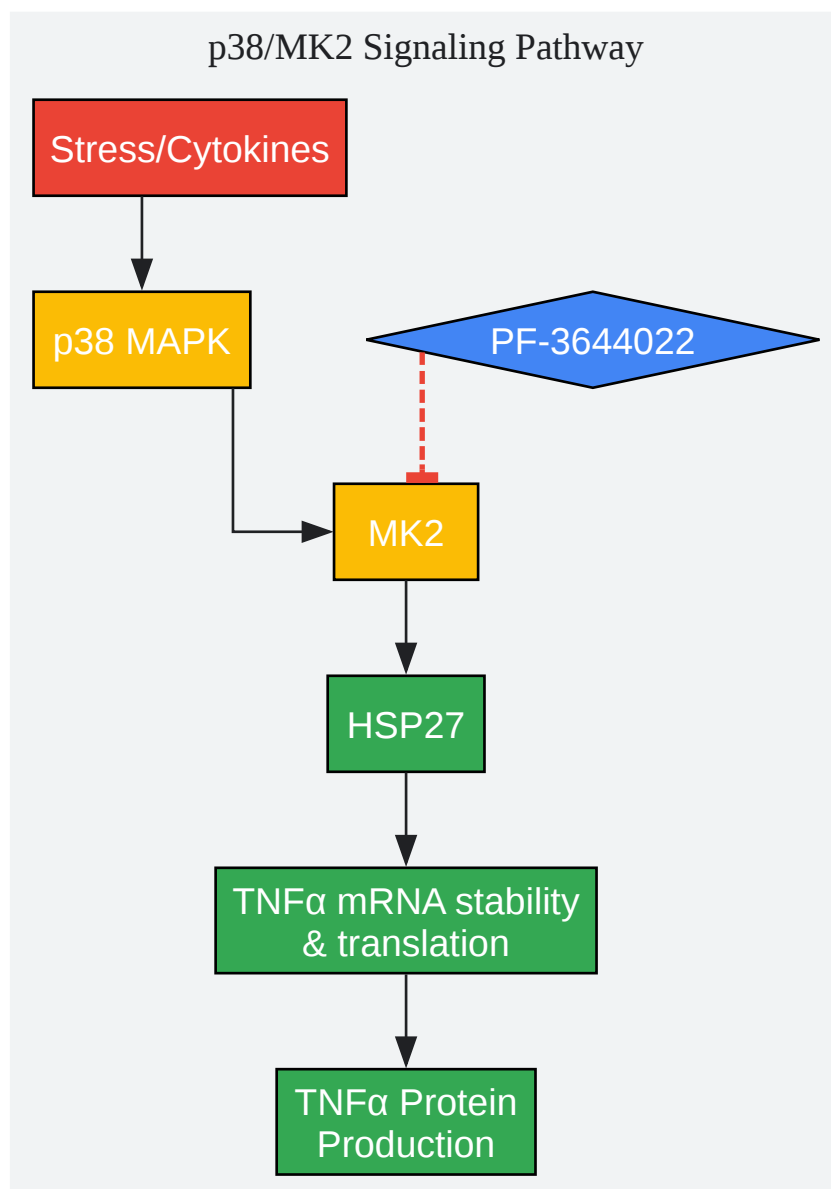 p38/MK2 Signaling Pathway
Stress/Cytokines
p38 MAPK
PF-3644022
MK2
HSP27
TNFα mRNA stability
& translation
TNFα Protein
Production